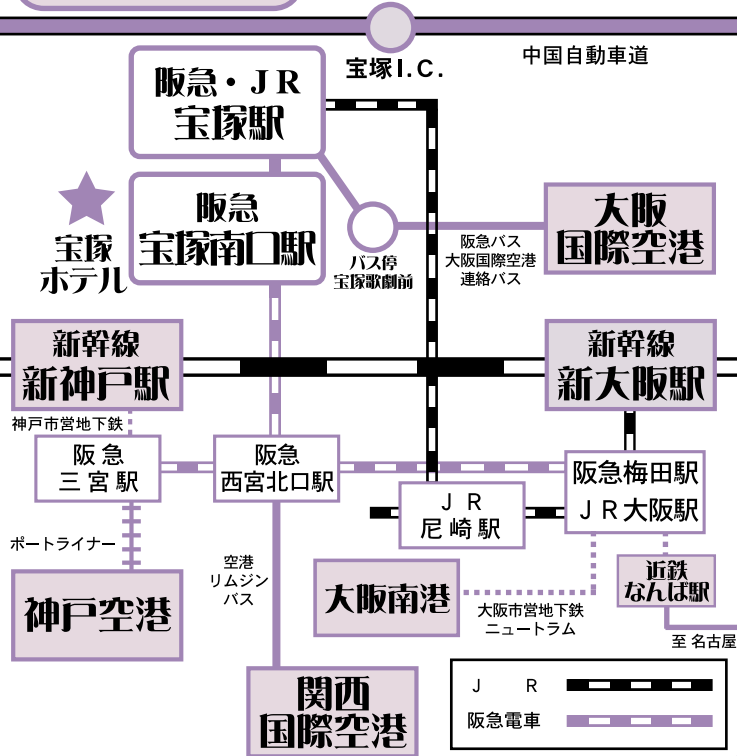 中国自動車道
宝塚I.C.
阪急・JR
宝塚駅
阪急
宝塚南口駅
宝塚
ホテル
バス停
宝塚歌劇前
阪急バス
大阪国際空港
連絡バス
大阪
国際空港
新幹線
新神戸駅
新幹線
新大阪駅
神戸市営地下鉄
阪急
三宮駅
阪急
西宮北口駅
阪急梅田駅
JR大阪駅
JR
尼崎駅
ポートライナー
空港
リムジン
バス
神戸空港
大阪南港
大阪市営地下鉄
ニュートラム
近鉄
なんば駅
至 名古屋
関西
国際空港
JR
阪急電車